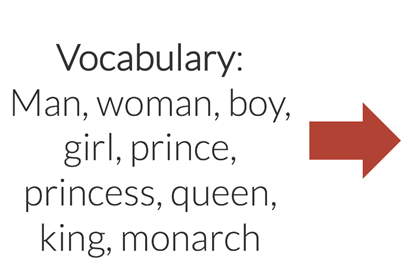 Vocabulary:
Man, woman, boy,
girl, prince,
princess, queen,
king, monarch